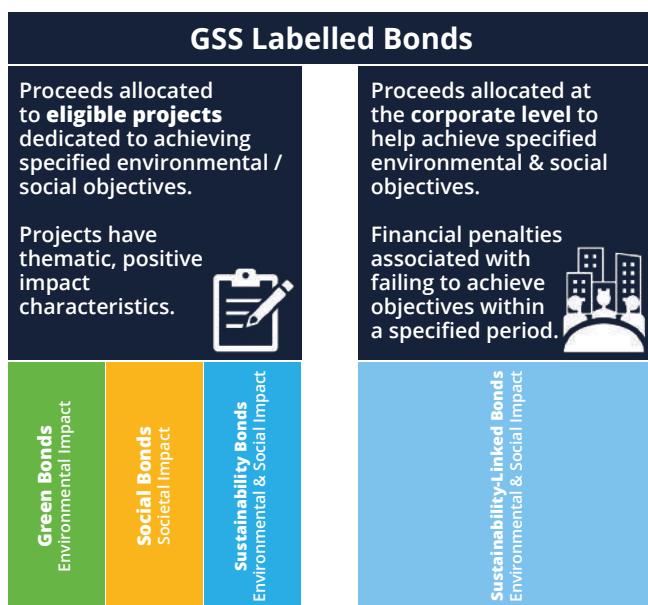 GSS Labelled Bonds
Proceeds allocated
to eligible projects
dedicated to achieving
specified environmental /
social objectives.
Projects have
thematic, positive
impact
characteristics.
Proceeds allocated at
the corporate level to
help achieve specified
environmental & social
objectives.
Financial penalties
associated with
failing to achieve
objectives within
a specified period.
Green Bonds
Environmental Impact
Social Bonds
Societal Impact
Sustainability Bonds
Environmental & Social Impact
Sustainability-Linked Bonds
Environmental & Social Impact